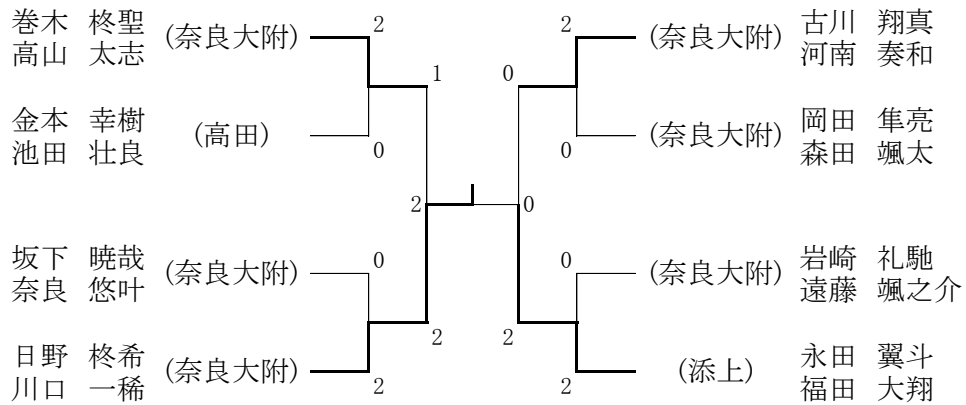 巻木 柊聖 (奈良大附) 2 2 (奈良大附) 古川 翔真
高山 太志 河南 奏和
1 0
金本 幸樹 (高田) (奈良大附) 岡田 隼亮
池田 壮良 0 0 森田 颯太
2 0
坂下 暁哉 (奈良大附) 0 0 (奈良大附) 岩崎 礼馳
奈良 悠叶 遠藤 颯之介
2 2
日野 柊希 (奈良大附) (添上) 永田 翼斗
川口 一稀 2 2 福田 大翔